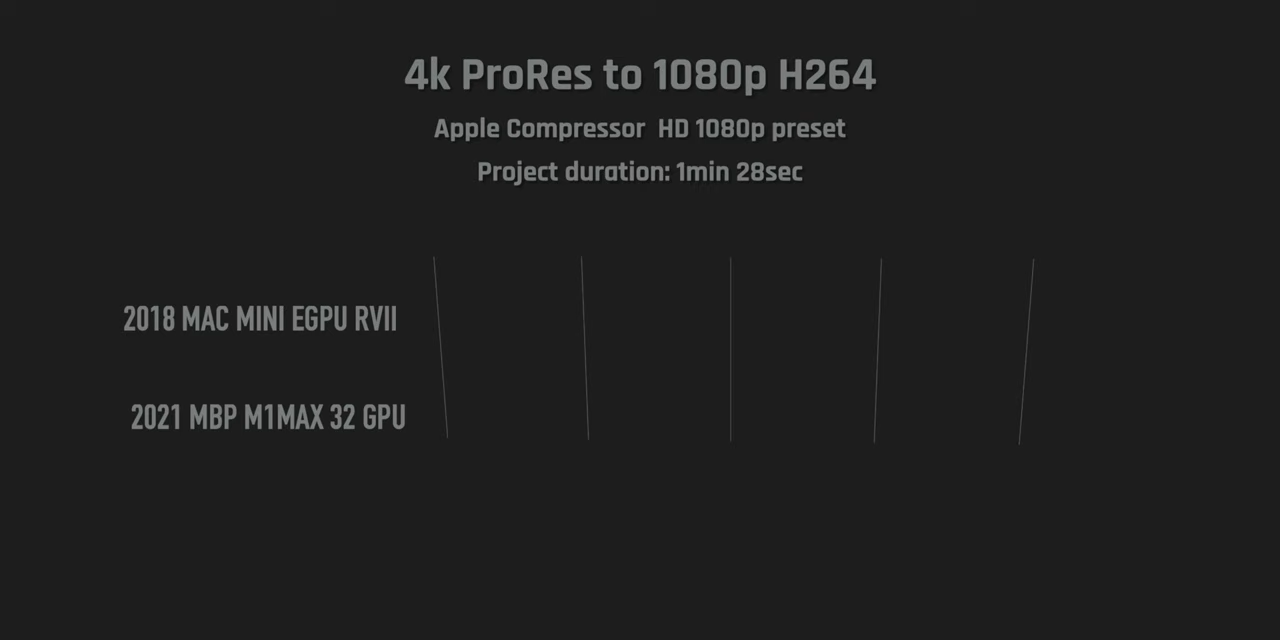 4k ProRes to 1080p H264
Apple Compressor HD 1080p preset
Project duration: 1min 28sec
2018 MAC MINI EGPU RVII
2021 MBP M1MAX 32 GPU